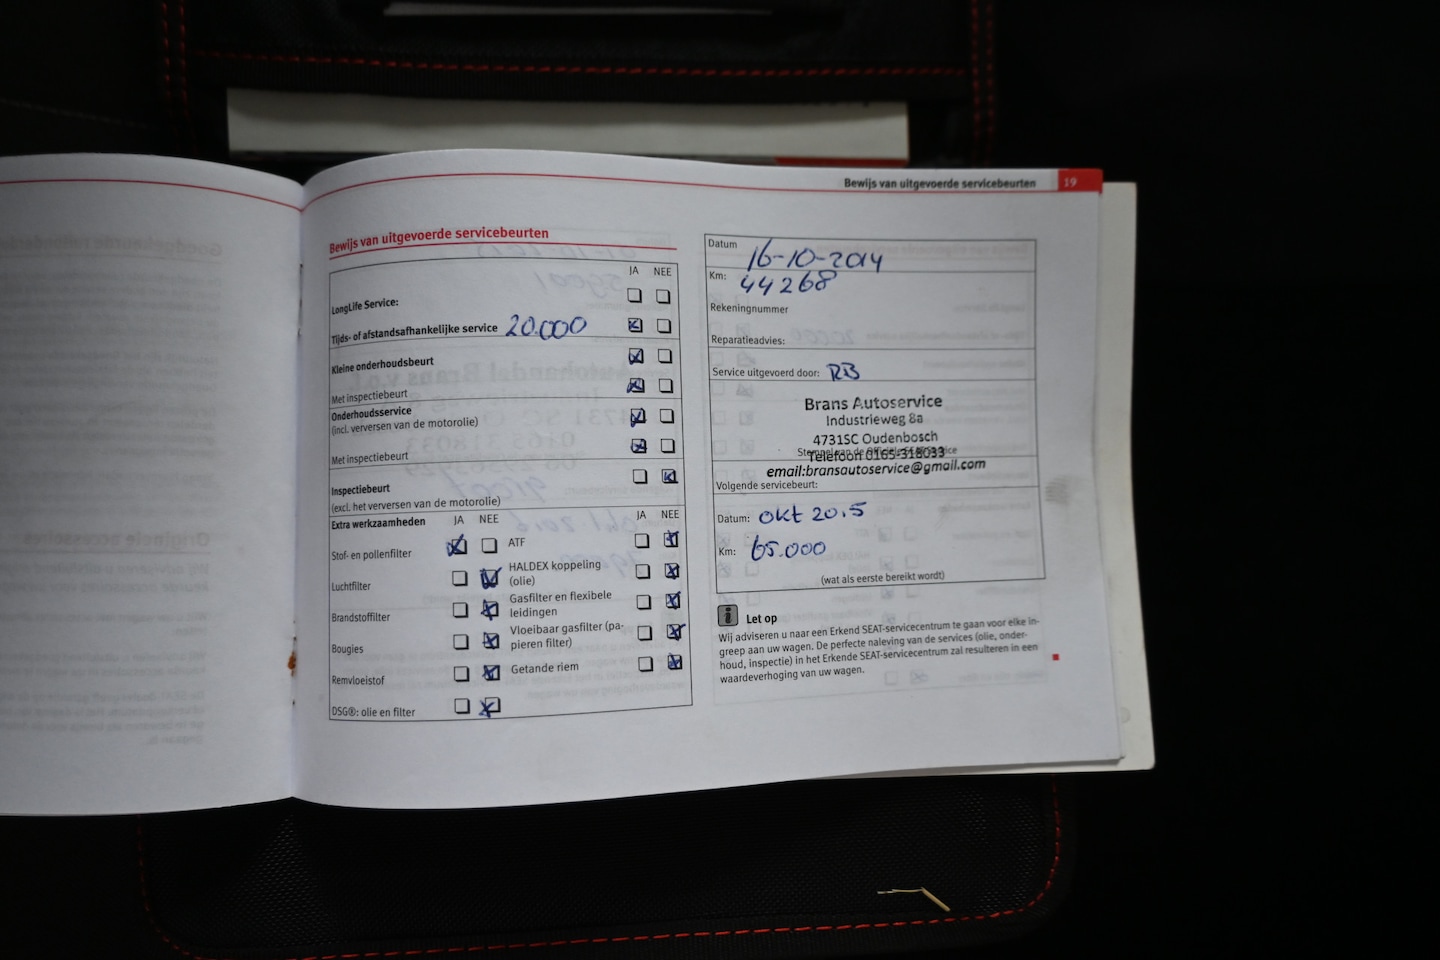 Bewijs van uitgevoerde servicebeurten 19
Bewijs van uitgevoerde servicebeurten
JA NEE
LongLife Service:
Tijds- of afstandsafhankelijke service 20.000
Kleine onderhoudsbeurt
Met inspectiebeurt
Onderhoudsservice
(incl. verversen van de motorolie)
Met inspectiebeurt
Inspectiebeurt
(excl. het verversen van de motorolie)
Extra werkzaamheden JA NEE JA NEE
Stof- en pollenfilter
Luchtfilter
Brandstoffilter
Bougies
Remvloeistof
DSG®: olie en filter
ATF
HALDEX koppeling
(olie)
Gasfilter en flexibele
leidingen
Vloeibaar gasfilter (pa-
pieren filter)
Getande riem
Datum 16-10-2014
Km: 44268
Rekeningnummer
Reparatieadvies:
Service uitgevoerd door: RB
Brans Autoservice
Industrieweg 8a
4731SC Oudenbosch
Telefoon 0165-318033
email:bransautoservice@gmail.com
Volgende servicebeurt:
Datum: okt 2015
Km: 65.000
(wat als eerste bereikt wordt)
i Let op
Wij adviseren u naar een Erkend SEAT-servicecentrum te gaan voor elke in-
greep aan uw wagen. De perfecte naleving van de services (olie, onder-
houd, inspectie) in het Erkende SEAT-servicecentrum zal resulteren in een
waardeverhoging van uw wagen.